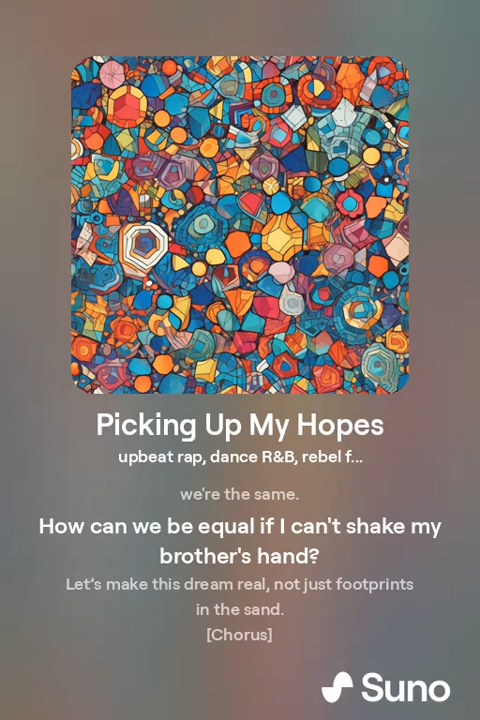 Picking Up My Hopes
upbeat rap, dance R&B, rebel f...
we're the same.
How can we be equal if I can't shake my
brother's hand?
Let’s make this dream real, not just footprints
in the sand.
[Chorus]
Suno